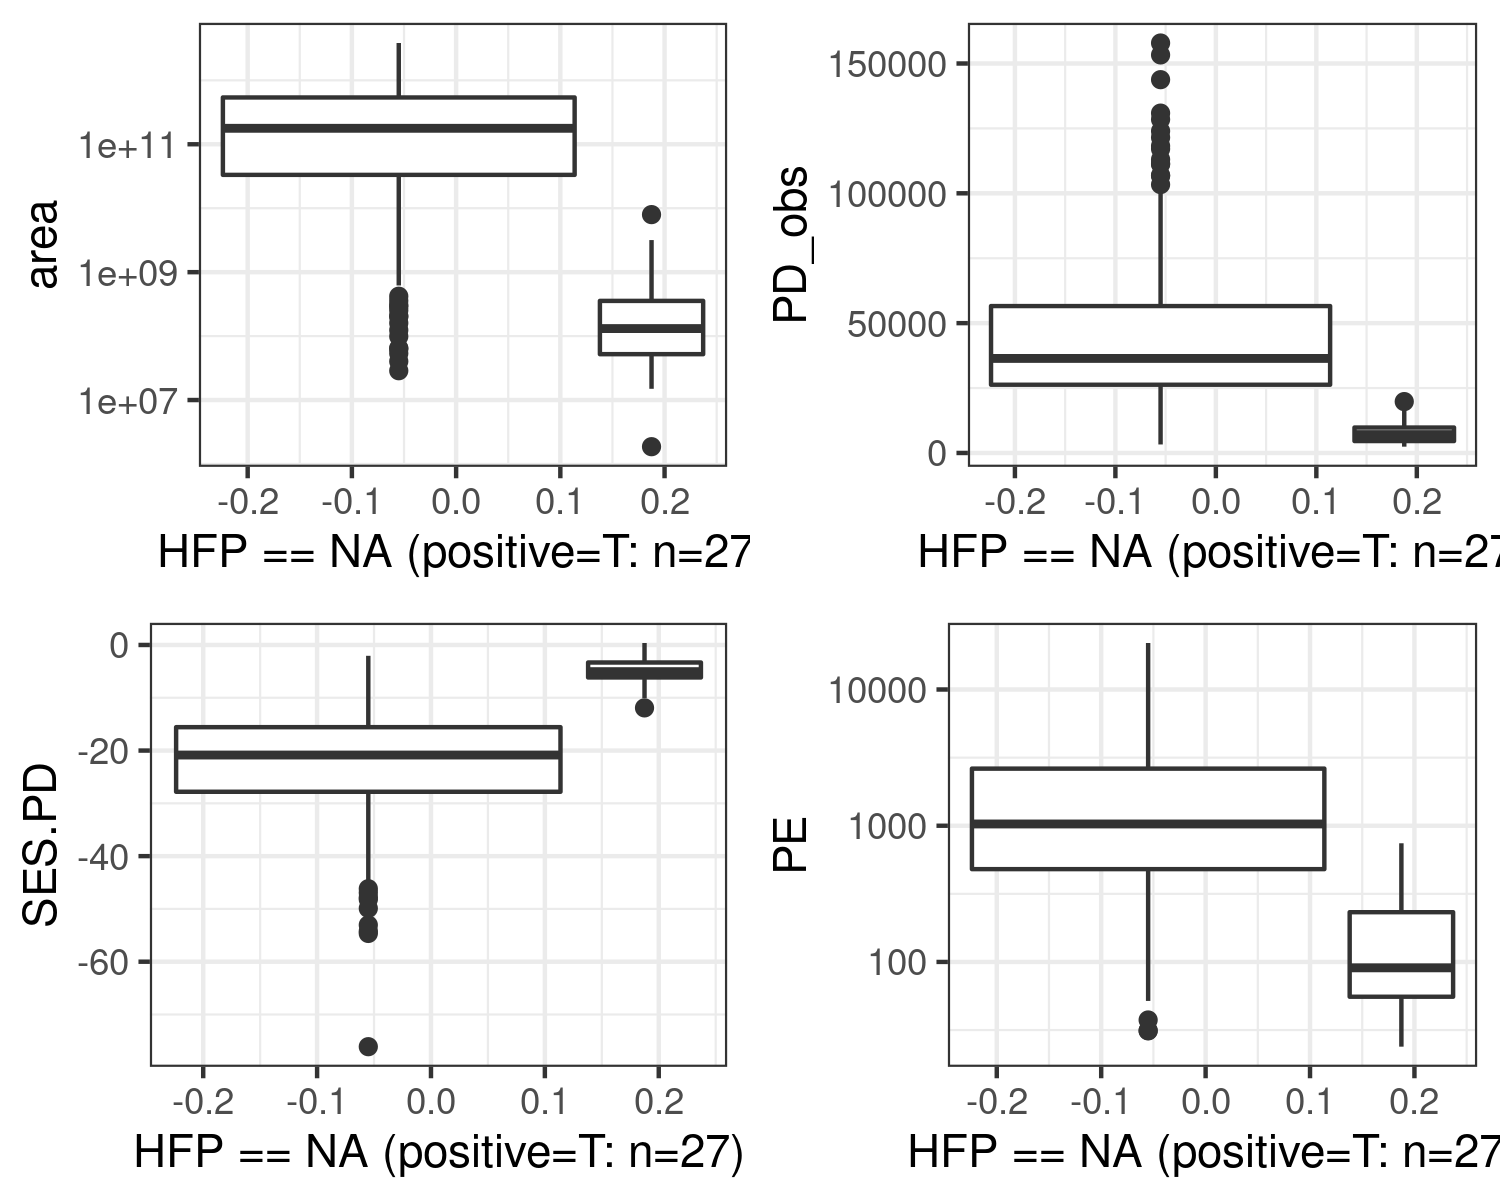 area
1e+11
1e+09
1e+07
-0.2 -0.1 0.0 0.1 0.2
HFP == NA (positive=T: n=27
PD_obs
150000
100000
50000
0
-0.2 -0.1 0.0 0.1 0.2
HFP == NA (positive=T: n=27
SES.PD
0
-20
-40
-60
-0.2 -0.1 0.0 0.1 0.2
HFP == NA (positive=T: n=27)
PE
10000
1000
100
-0.2 -0.1 0.0 0.1 0.2
HFP == NA (positive=T: n=27